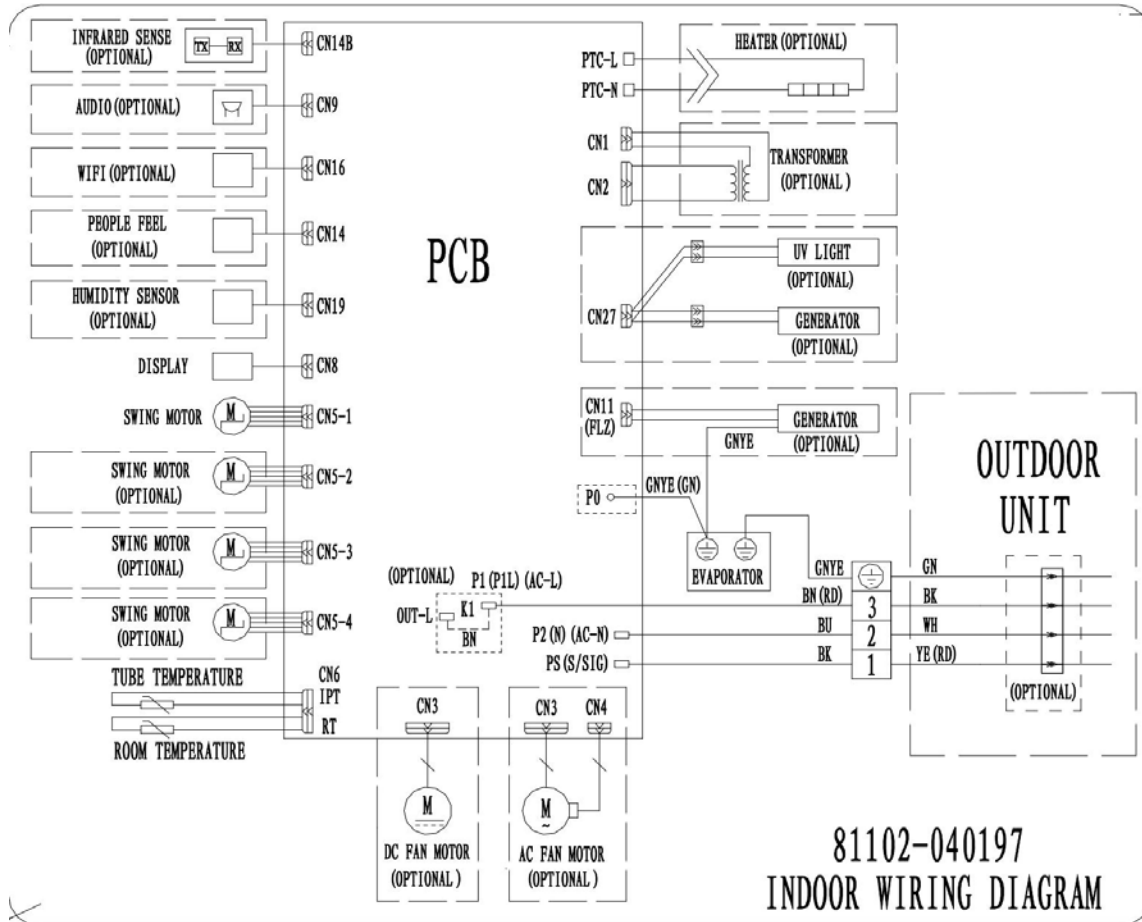 INFRARED SENSE
(OPTIONAL)
TX RX
CN14B
AUDIO(OPTIONAL)
CN9
WIFI(OPTIONAL)
CN16
PEOPLE FEEL
(OPTIONAL)
CN14
HUMIDITY SENSOR
(OPTIONAL)
CN19
DISPLAY
CN8
SWING MOTOR
M
CN5-1
SWING MOTOR
(OPTIONAL)
M
CN5-2
SWING MOTOR
(OPTIONAL)
M
CN5-3
SWING MOTOR
(OPTIONAL)
M
CN5-4
TUBE TEMPERATURE
CN6
IPT
RT
ROOM TEMPERATURE
PCB
PTC-L
PTC-N
HEATER(OPTIONAL)
CN1
CN2
TRANSFORMER
(OPTIONAL )
CN27
UV LIGHT
(OPTIONAL)
GENERATOR
(OPTIONAL)
CN11
(FLZ)
GENERATOR
(OPTIONAL)
GNYE
P0
GNYE(GN)
EVAPORATOR
(OPTIONAL)
P1(P1L)(AC-L)
OUT-L
K1
BN
P2(N)(AC-N)
PS(S/SIG)
GNYE
BN(RD)
BU
BK
3
2
1
GN
BK
WH
YE(RD)
OUTDOOR
UNIT
(OPTIONAL)
CN3
M
DC FAN MOTOR
(OPTIONAL )
CN3 CN4
M
~
AC FAN MOTOR
(OPTIONAL )
81102-040197
INDOOR WIRING DIAGRAM